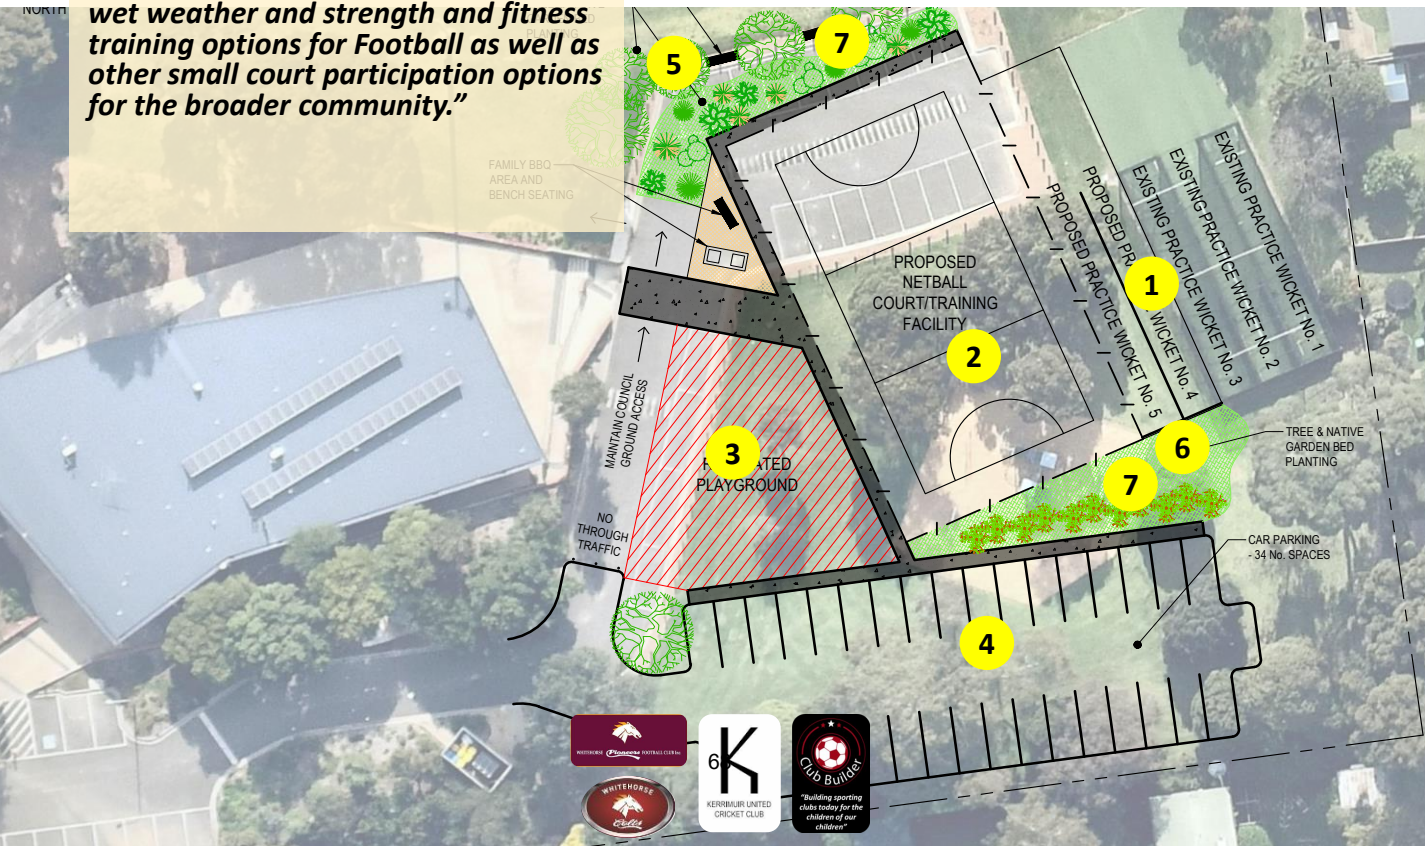 NORTH
wet weather and strength and fitness
training options for Football as well as
other small court participation options
for the broader community.”
PLANTING
5
7
FAMILY BBQ
AREA AND
BENCH SEATING
PROPOSED
NETBALL
COURT/TRAINING
FACILITY
2
PROPOSED PRACTICE WICKET No. 5
PROPOSED WICKET No. 4
1
EXISTING PRACTICE WICKET No. 3
EXISTING PRACTICE WICKET No. 2
EXISTING PRACTICE WICKET No. 1
MAINTAIN COUNCIL
GROUND ACCESS
3
PLAYGROUND
NO
THROUGH
TRAFFIC
6
7
TREE & NATIVE
GARDEN BED
PLANTING
CAR PARKING
- 34 No. SPACES
4
WHITEHORSE Pioneers FOOTBALL CLUB Inc
WHITEHORSE
Colts
K
KERRIMUIR UNITED
CRICKET CLUB
Club Builder
"Building sporting
clubs today for the
children of our
children"